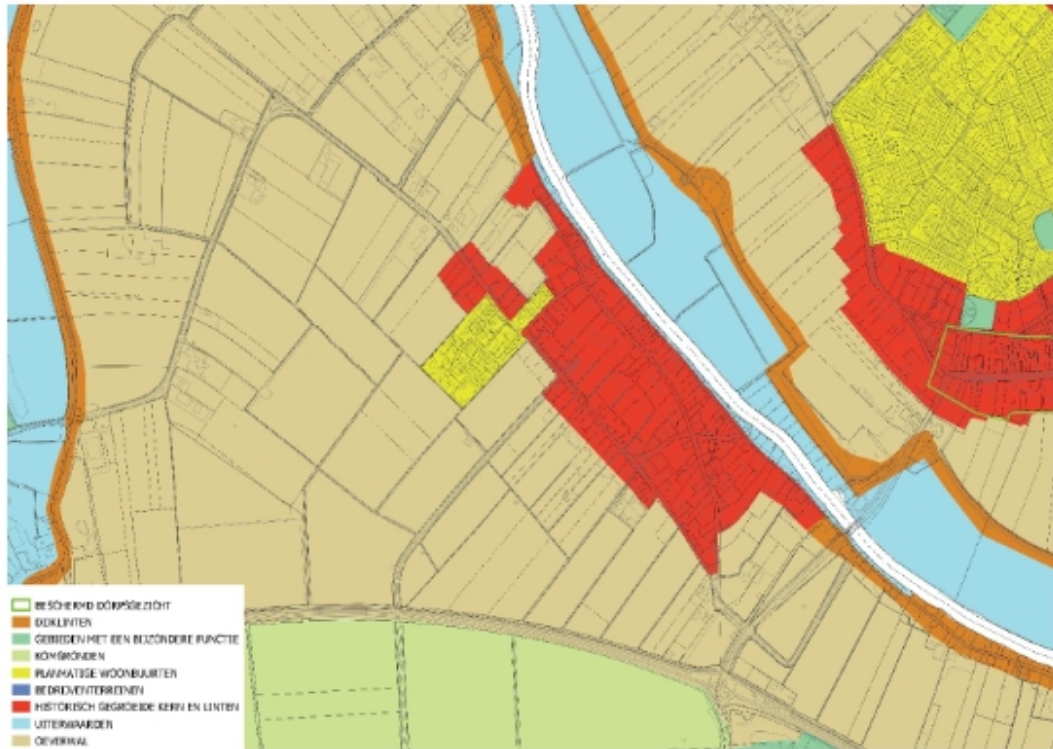 BESCHERMD DORPSGEZICHT
DIJKLINTEN
GEBIEDEN MET EEN BIJZONDERE FUNCTIE
KOMGRONDEN
PLANMATIGE WOONBUURTEN
BEDRIJVENTERREINEN
HISTORISCH GEGROEIDE KERN EN LINTEN
UITERWAARDEN
OEVERWAL